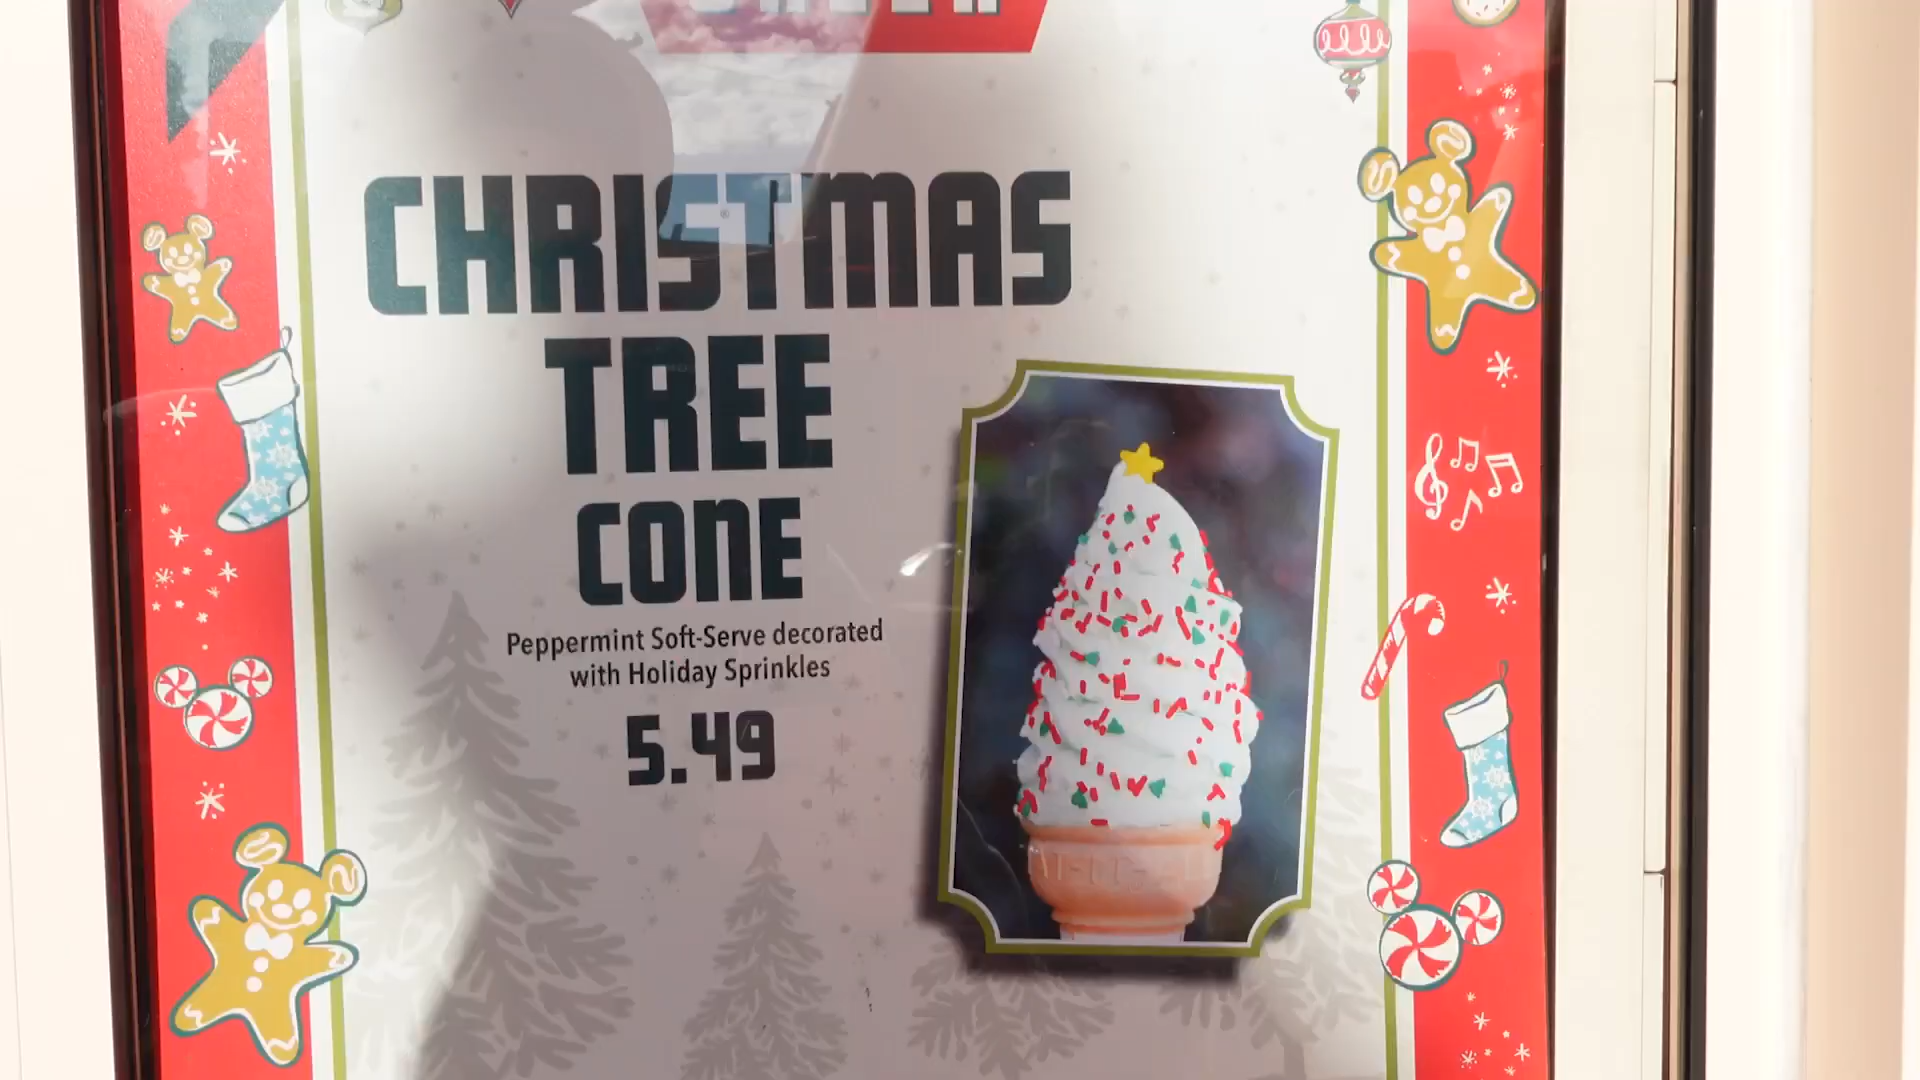 CHRISTMAS
TREE
CONE
Peppermint Soft-Serve decorated
with Holiday Sprinkles
5.49